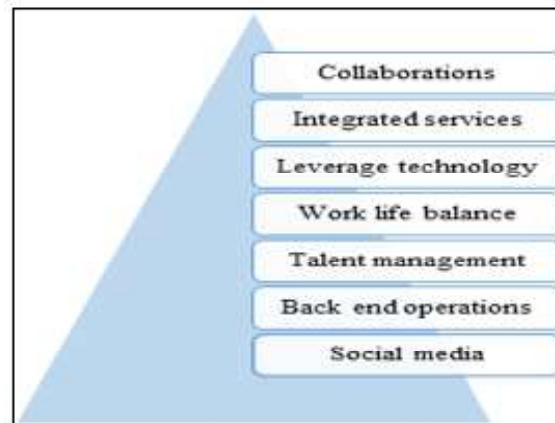 Collaborations
Integrated services
Leverage technology
Work life balance
Talent management
Back end operations
Social media